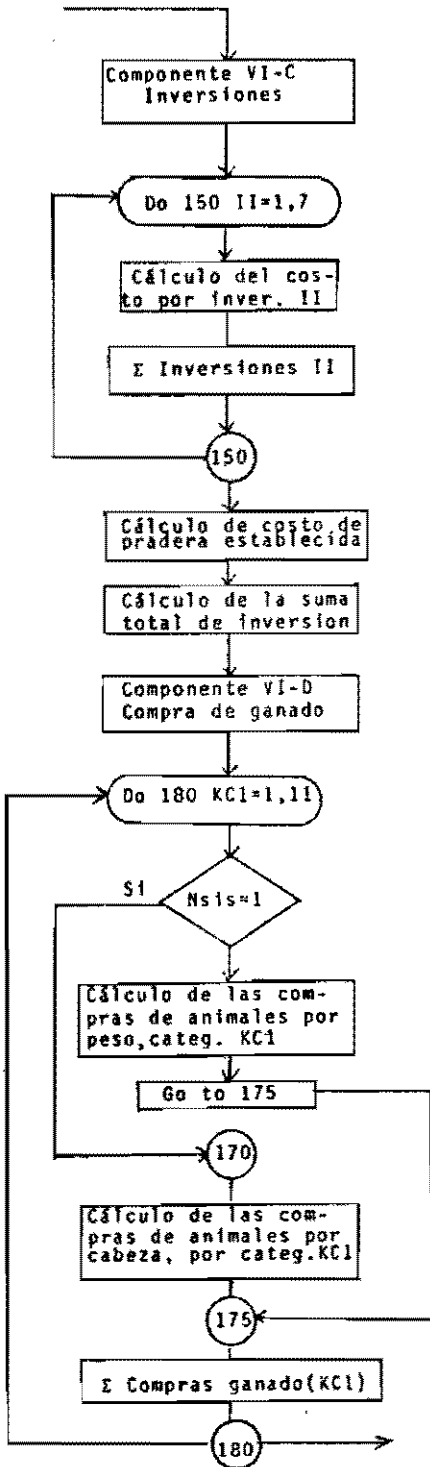 Componente VI-C
Inversiones
Do 150 II=1,7
Cálculo del cos-
to por inver. II
Σ Inversiones II
150
Cálculo de costo de
pradera establecida
Cálculo de la suma
total de inversion
Componente VI-D
Compra de ganado
Do 180 KC1=1,11
Si
Nsis=1
Cálculo de las com-
pras de animales por
peso,categ. KC1
Go to 175
170
Cálculo de las com-
pras de animales por
cabeza, por categ.KC1
175
Σ Compras ganado(KC1)
180